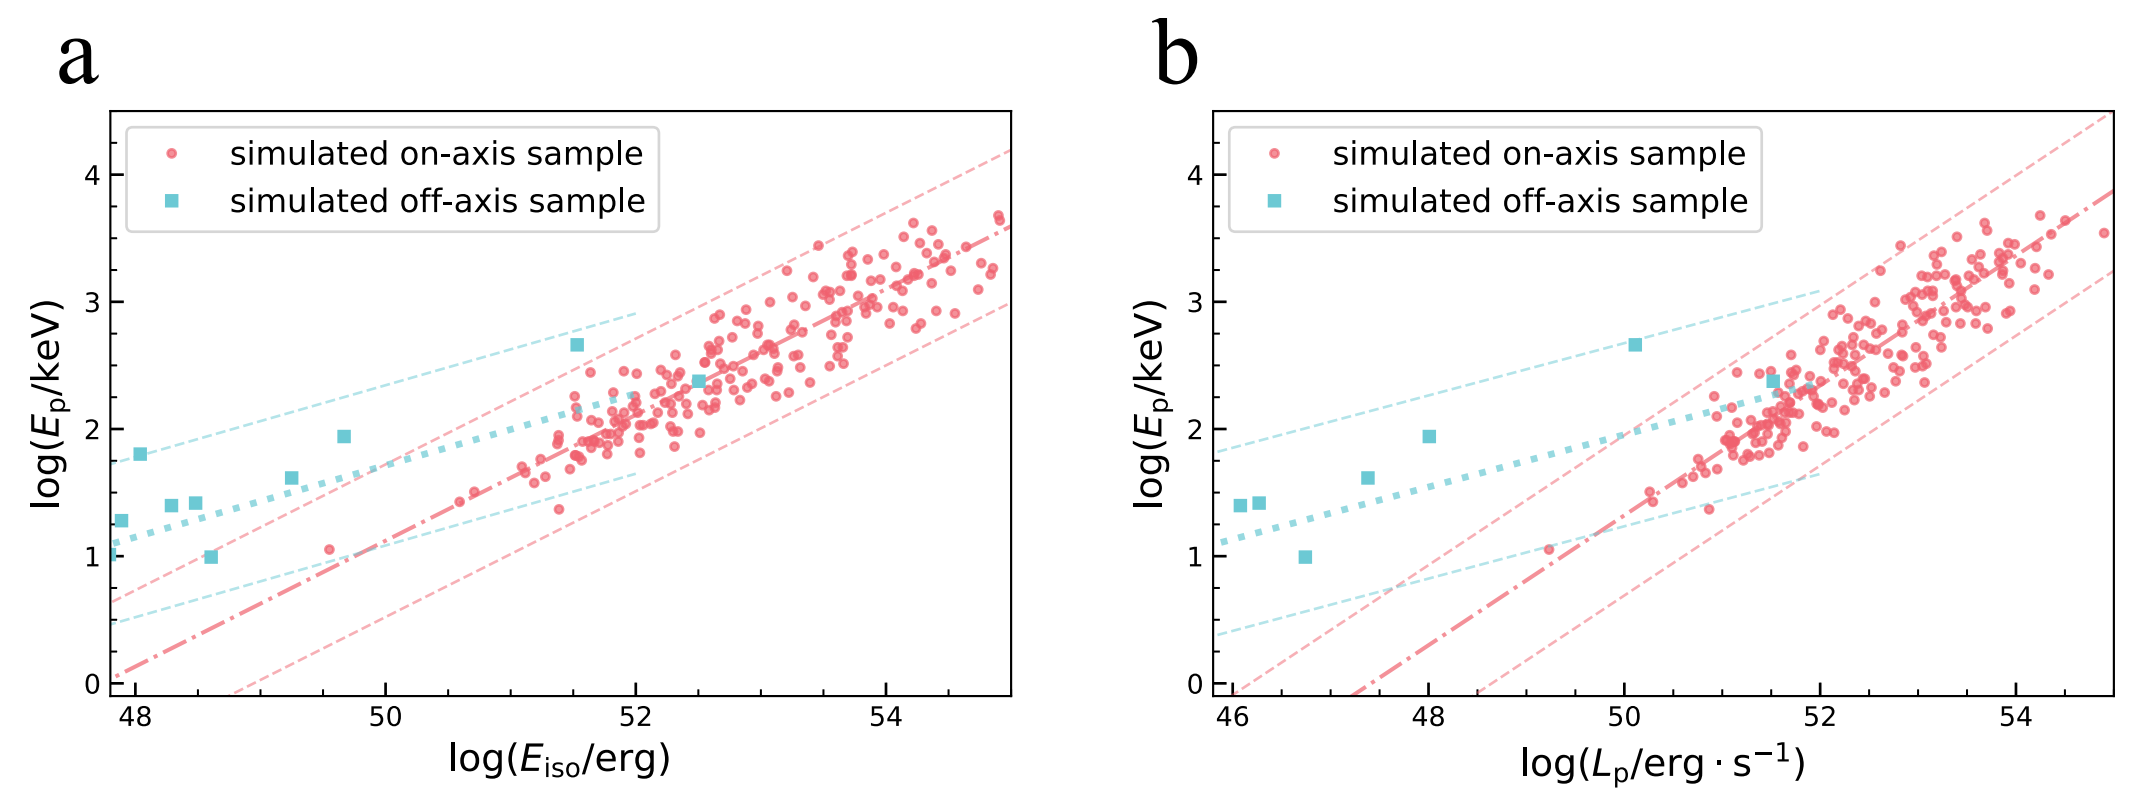 a
simulated on-axis sample
simulated off-axis sample
4
3
2
1
0
48 50 52 54
log(Ep/keV)
log(Eiso/erg)
b
simulated on-axis sample
simulated off-axis sample
4
3
2
1
0
46 48 50 52 54
log(Ep/keV)
log(Lp/erg · s⁻¹)